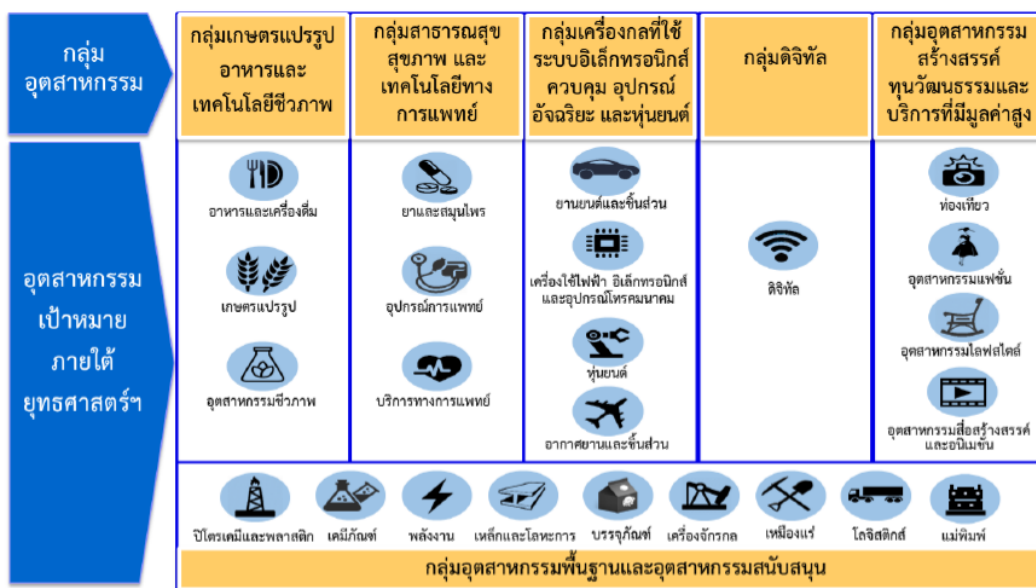 กลุ่ม
อุตสาหกรรม
กลุ่มเกษตรแปรรูป
อาหารและ
เทคโนโลยีชีวภาพ
กลุ่มสาธารณสุข
สุขภาพ และ
เทคโนโลยีทาง
การแพทย์
กลุ่มเครื่องกลที่ใช้
ระบบอิเล็กทรอนิกส์
ควบคุม อุปกรณ์
อัจฉริยะ และหุ่นยนต์
กลุ่มดิจิทัล
กลุ่มอุตสาหกรรม
สร้างสรรค์
ทุนวัฒนธรรมและ
บริการที่มีมูลค่าสูง
อุตสาหกรรม
เป้าหมาย
ภายใต้
ยุทธศาสตร์ฯ
อาหารและเครื่องดื่ม
เกษตรแปรรูป
อุตสาหกรรมชีวภาพ
ยาและสมุนไพร
อุปกรณ์การแพทย์
บริการทางการแพทย์
ยานยนต์และชิ้นส่วน
เครื่องใช้ไฟฟ้า อิเล็กทรอนิกส์
และอุปกรณ์โทรคมนาคม
หุ่นยนต์
อากาศยานและชิ้นส่วน
ดิจิทัล
ท่องเที่ยว
อุตสาหกรรมแฟชั่น
อุตสาหกรรมไลฟสไตล์
อุตสาหกรรมสื่อสร้างสรรค์
และอนิเมชั่น
ปิโตรเคมีและพลาสติก
เคมีภัณฑ์
พลังงาน
เหล็กและโลหะการ
บรรจุภัณฑ์
เครื่องจักรกล
เหมืองแร่
โลจิสติกส์
แม่พิมพ์
กลุ่มอุตสาหกรรมพื้นฐานและอุตสาหกรรมสนับสนุน